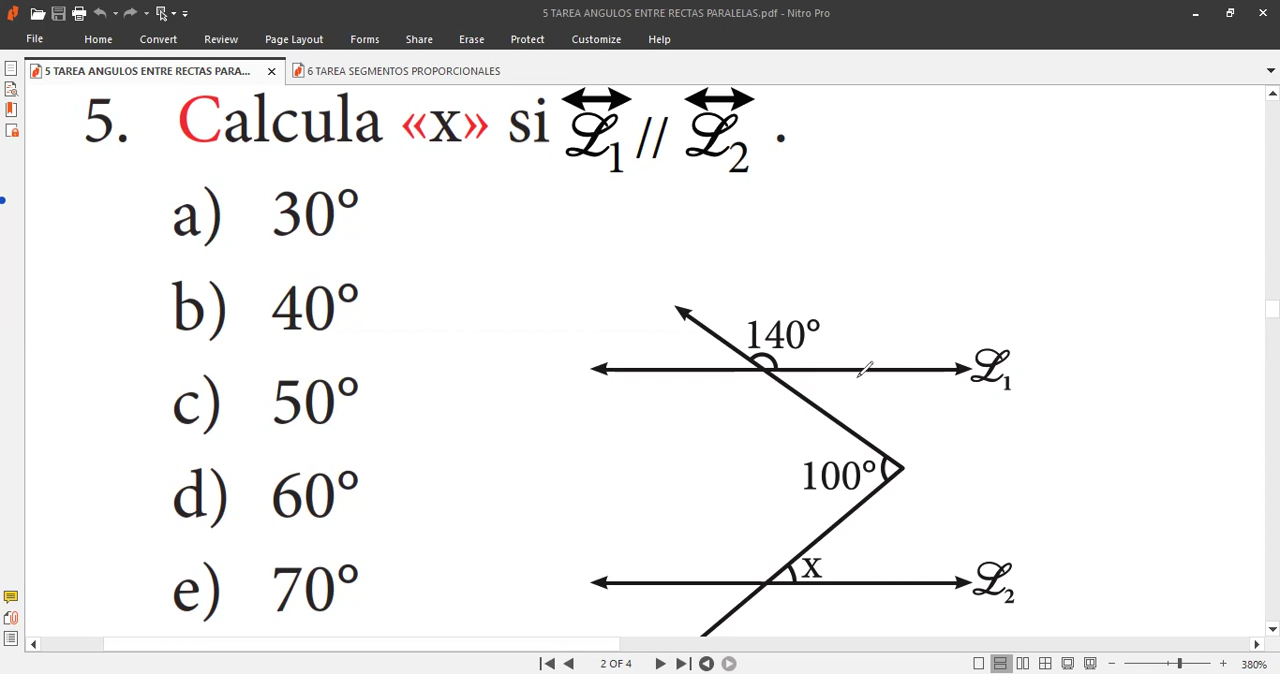 5 TAREA ANGULOS ENTRE RECTAS PARALELAS.pdf - Nitro Pro
File Home Convert Review Page Layout Forms Share Erase Protect Customize Help
5 TAREA ANGULOS ENTRE RECTAS PARA... 6 TAREA SEGMENTOS PROPORCIONALES
5. Calcula «x» si ℒ1 // ℒ2 .
a) 30°
b) 40°
c) 50°
d) 60°
e) 70°
140°
ℒ1
100°
x
ℒ2
2 OF 4
380%